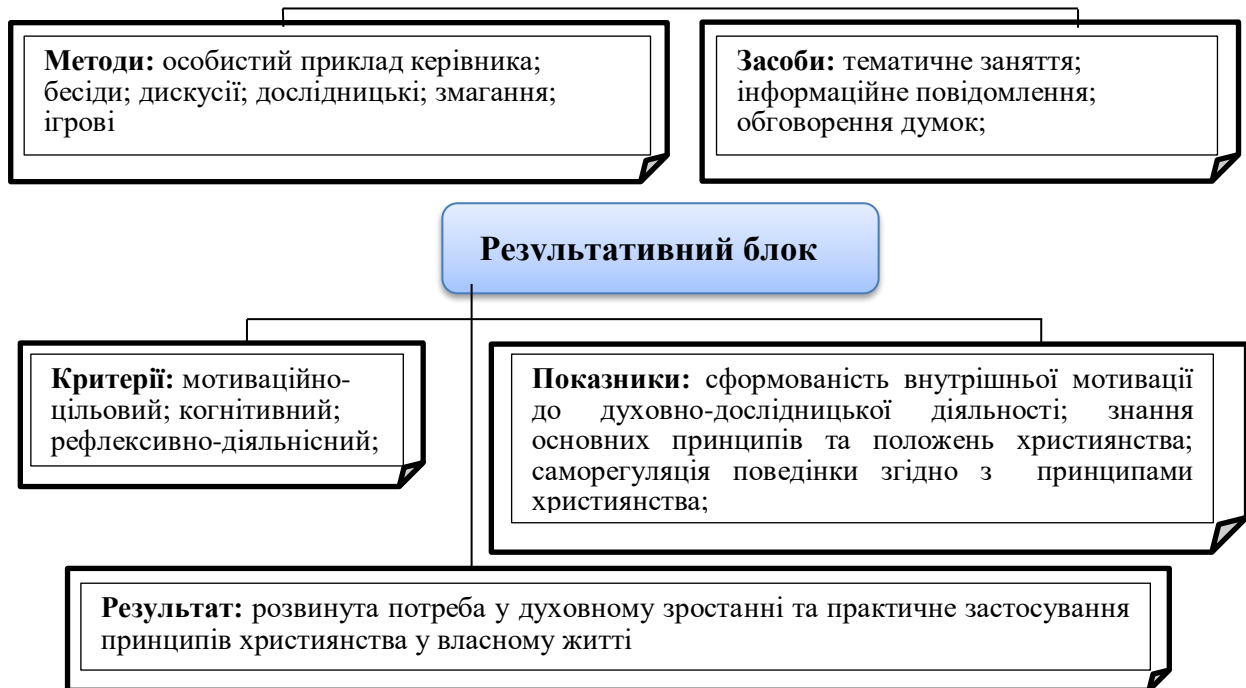 Методи: особистий приклад керівника;
бесіди; дискусії; дослідницькі; змагання;
ігрові
Засоби: тематичне заняття;
інформаційне повідомлення;
обговорення думок;
Результативний блок
Критерії: мотиваційно-
цільовий; когнітивний;
рефлексивно-діяльнісний;
Показники: сформованість внутрішньої мотивації
до духовно-дослідницької діяльності; знання
основних принципів та положень християнства;
саморегуляція поведінки згідно з принципами
християнства;
Результат: розвинута потреба у духовному зростанні та практичне застосування
принципів християнства у власному житті